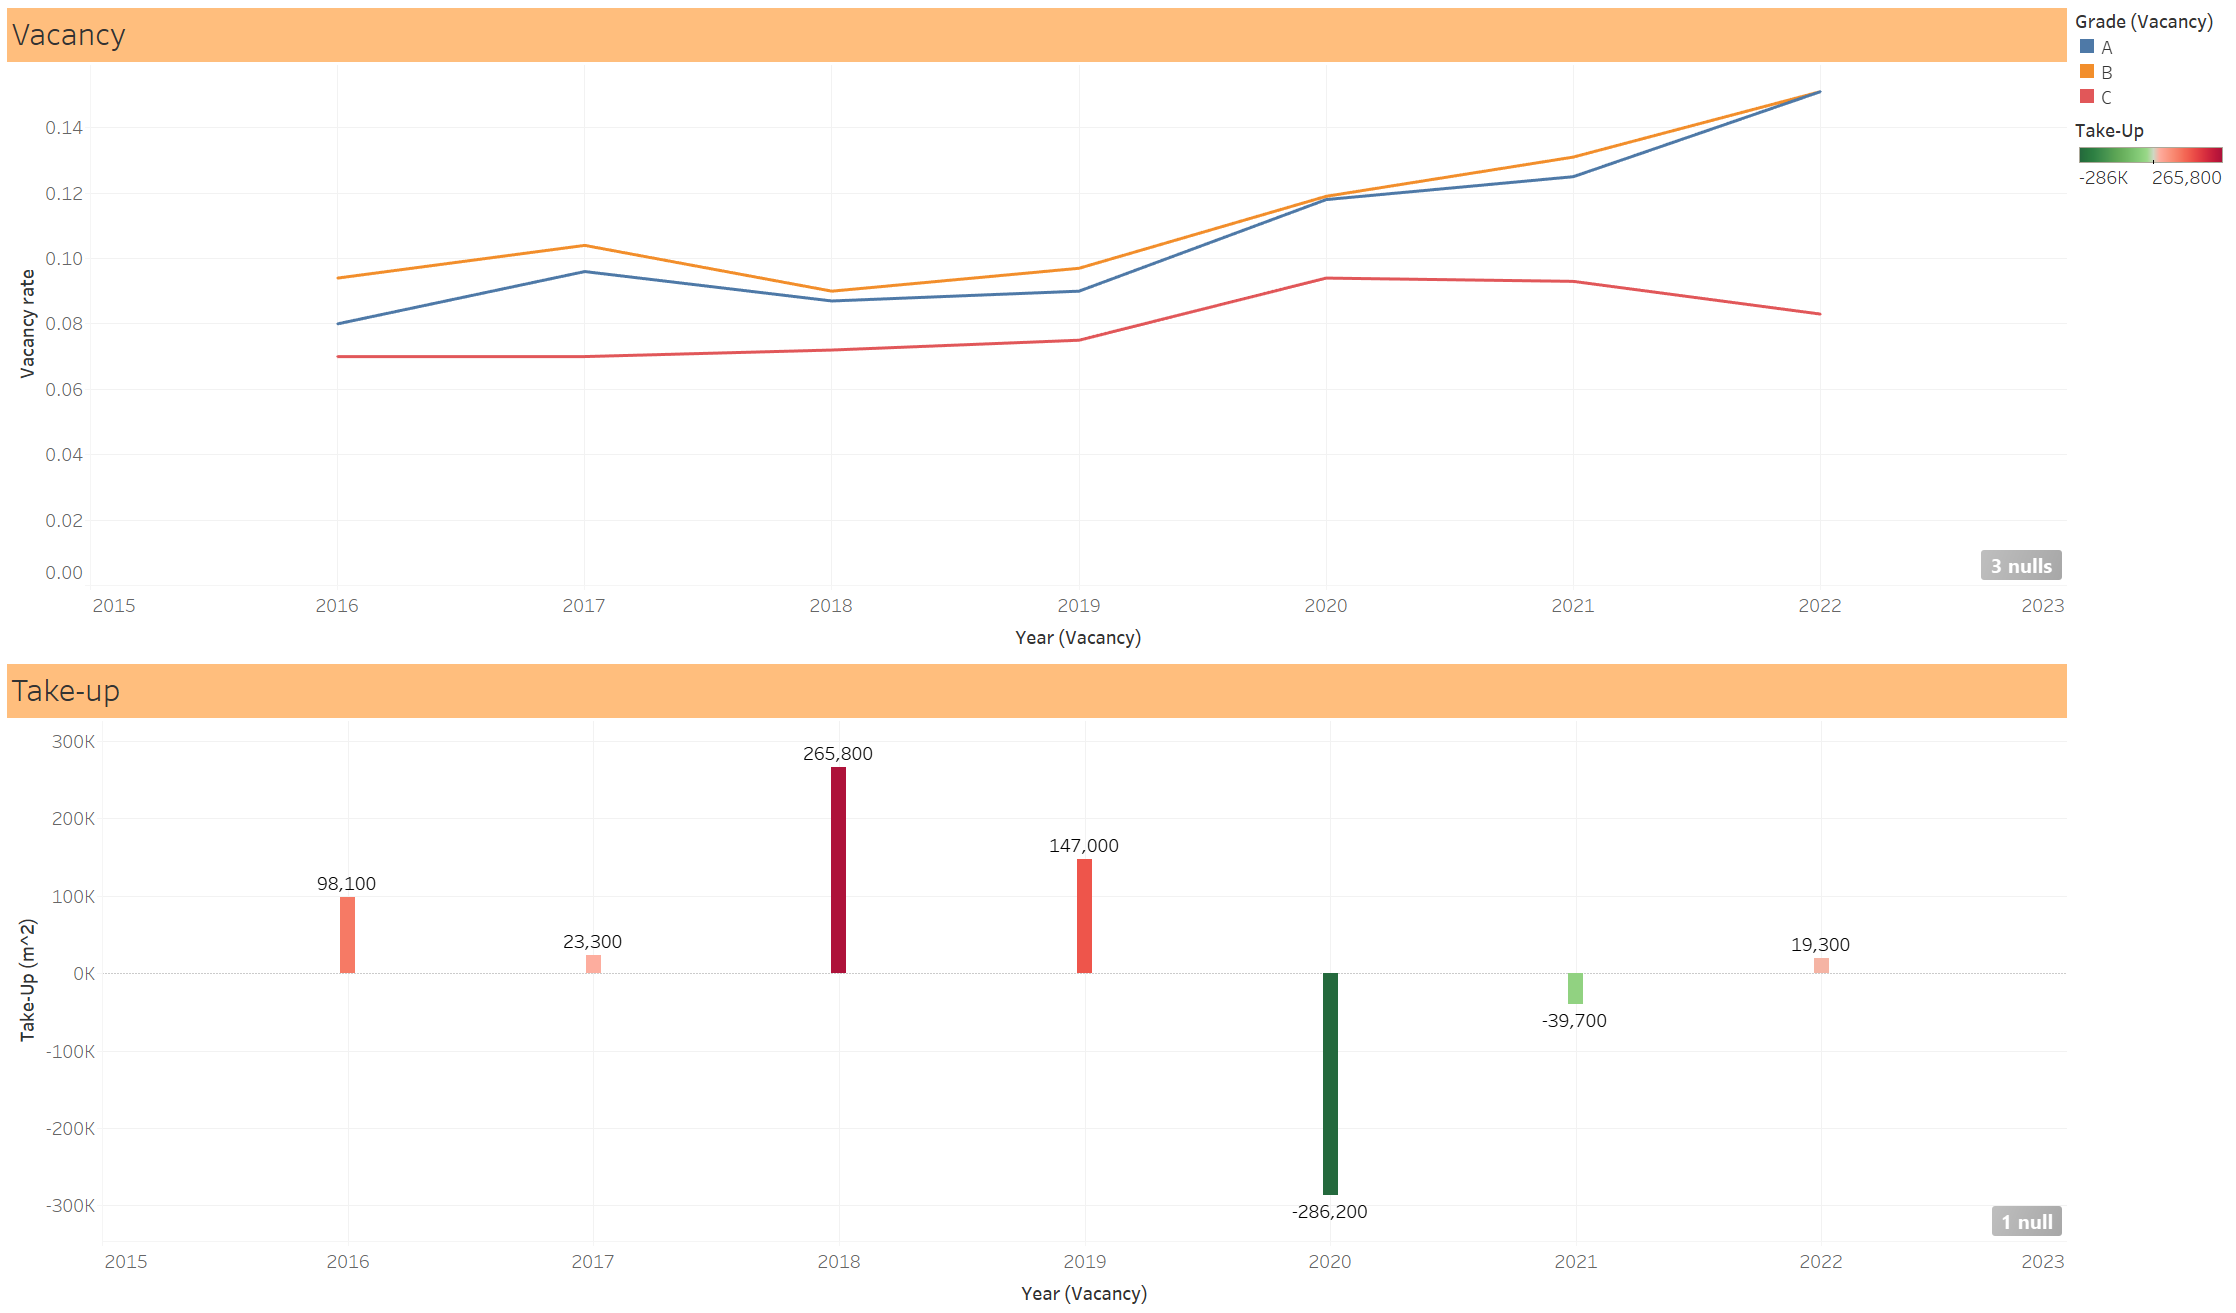 Vacancy
Grade (Vacancy)
A
B
C
Take-Up
-286K 265,800
Vacancy rate
0.14
0.12
0.10
0.08
0.06
0.04
0.02
0.00
3 nulls
2015 2016 2017 2018 2019 2020 2021 2022 2023
Year (Vacancy)
Take-up
Take-Up (m^2)
300K
200K
100K
0K
-100K
-200K
-300K
98,100
23,300
265,800
147,000
-286,200
-39,700
19,300
1 null
2015 2016 2017 2018 2019 2020 2021 2022 2023
Year (Vacancy)